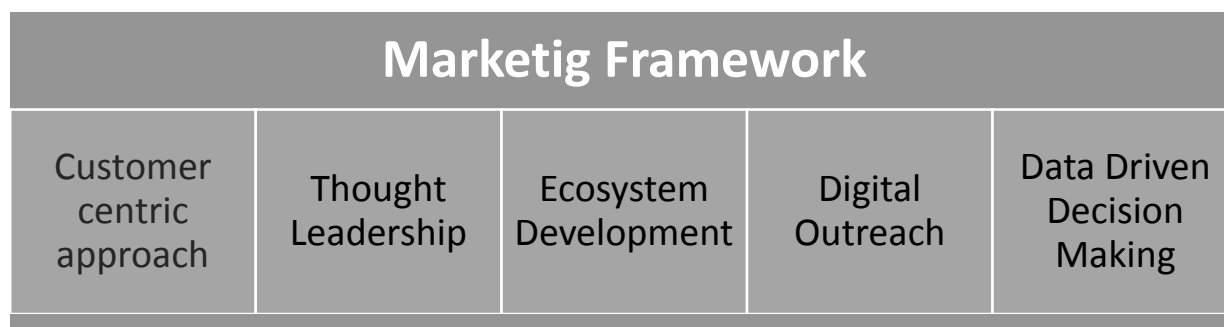 Marketig Framework
Customer
centric
approach
Thought
Leadership
Ecosystem
Development
Digital
Outreach
Data Driven
Decision
Making